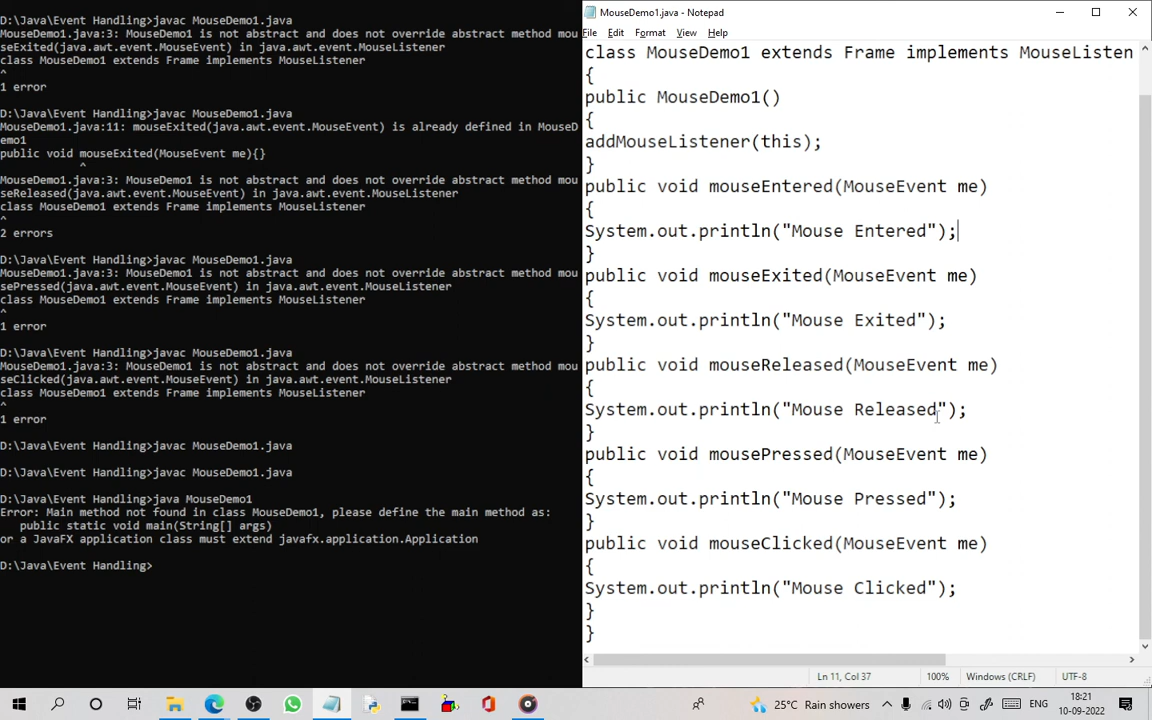 D:\Java\Event Handling>javac MouseDemo1.java
MouseDemo1.java:3: MouseDemo1 is not abstract and does not override abstract method mou
seExited(java.awt.event.MouseEvent) in java.awt.event.MouseListener
class MouseDemo1 extends Frame implements MouseListener
^
1 error
D:\Java\Event Handling>javac MouseDemo1.java
MouseDemo1.java:11: mouseExited(java.awt.event.MouseEvent) is already defined in MouseD
emo1
public void mouseExited(MouseEvent me){}
^
MouseDemo1.java:3: MouseDemo1 is not abstract and does not override abstract method mou
seReleased(java.awt.event.MouseEvent) in java.awt.event.MouseListener
class MouseDemo1 extends Frame implements MouseListener
^
2 errors
D:\Java\Event Handling>javac MouseDemo1.java
MouseDemo1.java:3: MouseDemo1 is not abstract and does not override abstract method mou
sePressed(java.awt.event.MouseEvent) in java.awt.event.MouseListener
class MouseDemo1 extends Frame implements MouseListener
^
1 error
D:\Java\Event Handling>javac MouseDemo1.java
MouseDemo1.java:3: MouseDemo1 is not abstract and does not override abstract method mou
seClicked(java.awt.event.MouseEvent) in java.awt.event.MouseListener
class MouseDemo1 extends Frame implements MouseListener
^
1 error
D:\Java\Event Handling>javac MouseDemo1.java
D:\Java\Event Handling>javac MouseDemo1.java
D:\Java\Event Handling>java MouseDemo1
Error: Main method not found in class MouseDemo1, please define the main method as:
public static void main(String[] args)
or a JavaFX application class must extend javafx.application.Application
D:\Java\Event Handling>
MouseDemo1.java - Notepad
File Edit Format View Help
class MouseDemo1 extends Frame implements MouseListen
{
public MouseDemo1()
{
addMouseListener(this);
}
public void mouseEntered(MouseEvent me)
{
System.out.println("Mouse Entered");
}
public void mouseExited(MouseEvent me)
{
System.out.println("Mouse Exited");
}
public void mouseReleased(MouseEvent me)
{
System.out.println("Mouse Released");
}
public void mousePressed(MouseEvent me)
{
System.out.println("Mouse Pressed");
}
public void mouseClicked(MouseEvent me)
{
System.out.println("Mouse Clicked");
}
}
Ln 11, Col 37 100% Windows (CRLF) UTF-8
25°C Rain showers ENG 18:21
10-09-2022